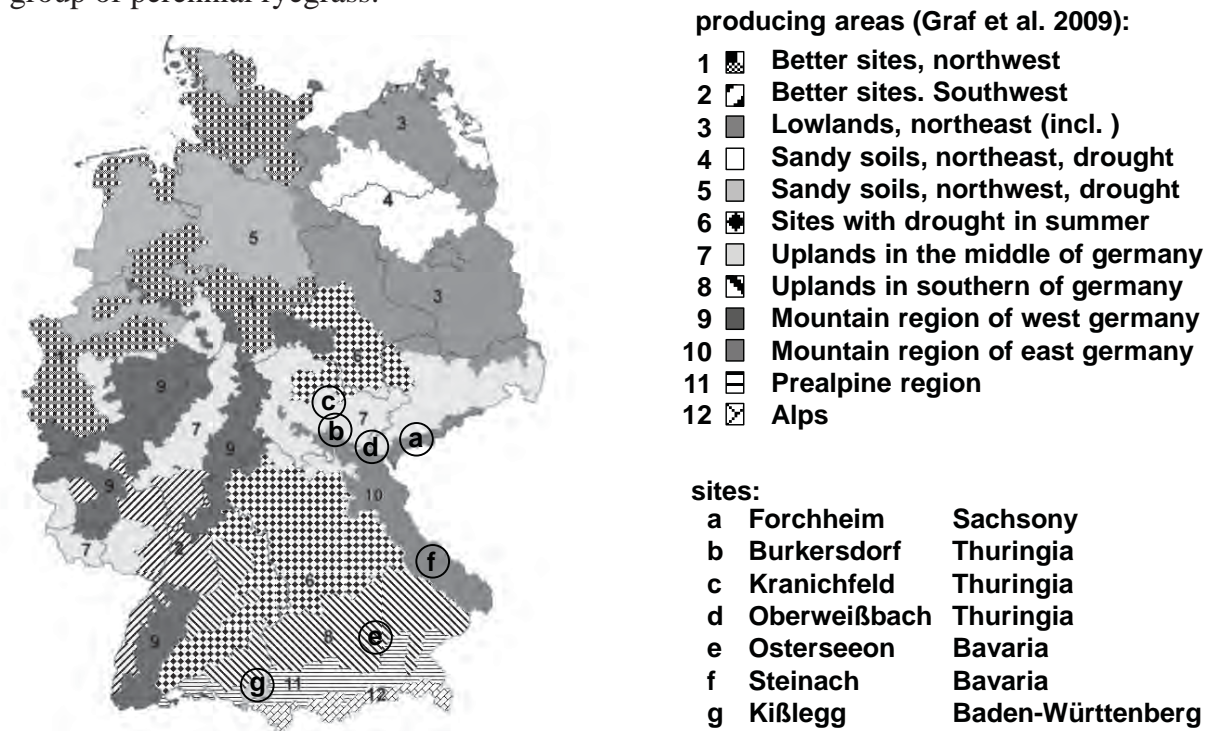 group of perennial ryegrass.
producing areas (Graf et al. 2009):
1 Better sites, northwest
2 Better sites. Southwest
3 Lowlands, northeast (incl. )
4 Sandy soils, northeast, drought
5 Sandy soils, northwest, drought
6 Sites with drought in summer
7 Uplands in the middle of germany
8 Uplands in southern of germany
9 Mountain region of west germany
10 Mountain region of east germany
11 Prealpine region
12 Alps
sites:
a Forchheim Sachsony
b Burkersdorf Thuringia
c Kranichfeld Thuringia
d Oberweißbach Thuringia
e Osterseeon Bavaria
f Steinach Bavaria
g Kißlegg Baden-Württenberg
1
3
4
5
1
3
1
6
9
c
7
b
7
d
a
9
9
10
7
2
f
6
9
8
e
g
11
12